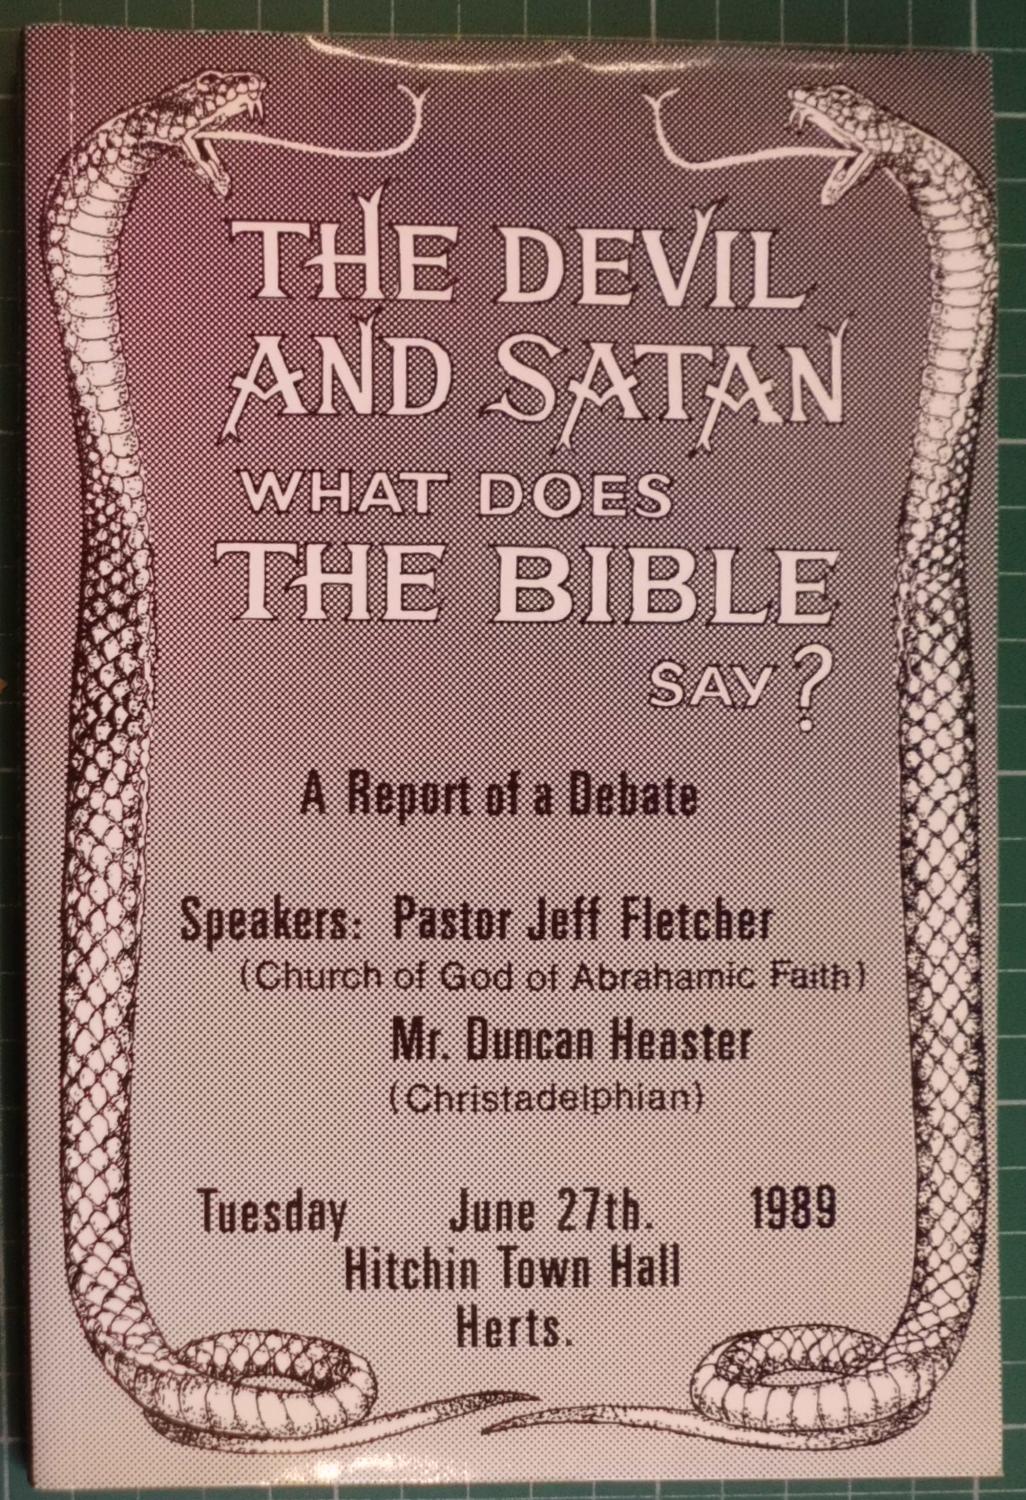 THE DEVIL
AND SATAN
WHAT DOES
THE BIBLE
SAY?
A Report of a Debate
Speakers: Pastor Jeff Fletcher
(Church of God of Abrahamic Faith)
Mr. Duncan Heaster
(Christadelphian)
Tuesday June 27th. 1989
Hitchin Town Hall
Herts.